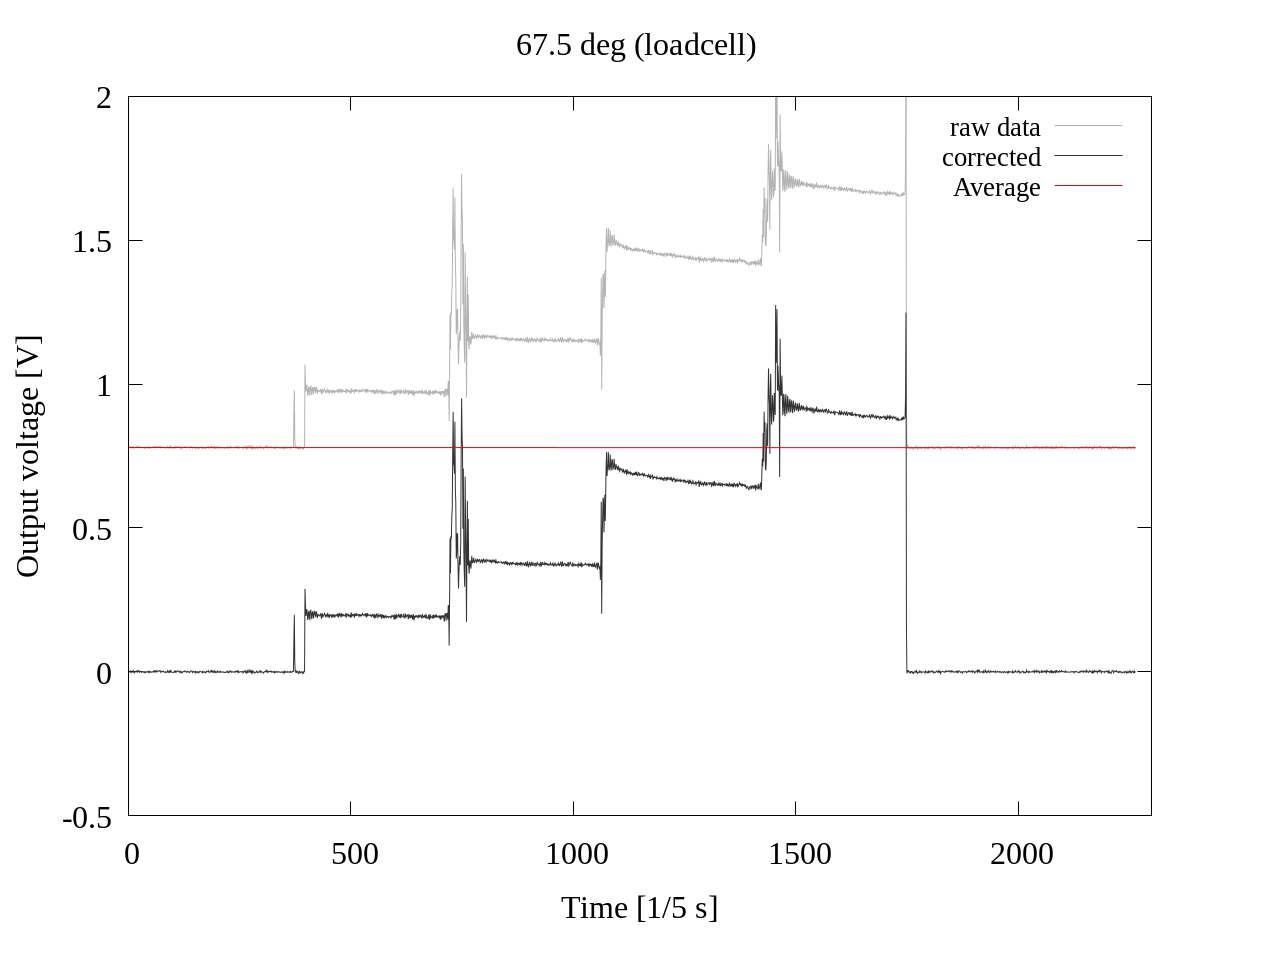 67.5 deg (loadcell)
2
1.5
1
0.5
0
-0.5
Output voltage [V]
raw data
corrected
Average
0 500 1000 1500 2000
Time [1/5 s]